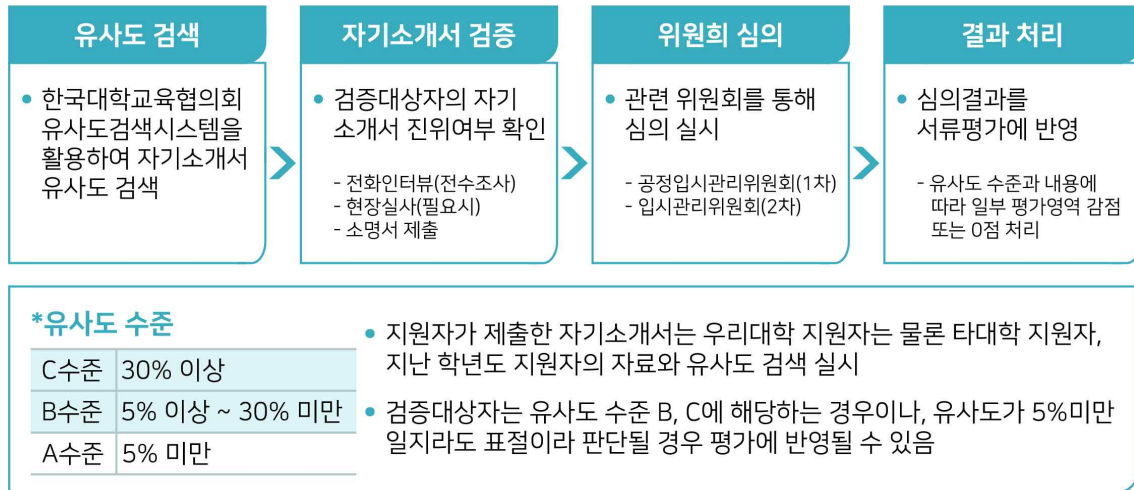 유사도 검색
• 한국대학교육협의회
유사도검색시스템을
활용하여 자기소개서
유사도 검색
자기소개서 검증
• 검증대상자의 자기
소개서 진위여부 확인
- 전화인터뷰(전수조사)
- 현장실사(필요시)
- 소명서 제출
위원희 심의
• 관련 위원회를 통해
심의 실시
- 공정입시관리위원회(1차)
- 입시관리위원회(2차)
결과 처리
• 심의결과를
서류평가에 반영
- 유사도 수준과 내용에
따라 일부 평가영역 감점
또는 0점 처리
*유사도 수준
C수준 30% 이상
B수준 5% 이상 ~ 30% 미만
A수준 5% 미만
• 지원자가 제출한 자기소개서는 우리대학 지원자는 물론 타대학 지원자,
지난 학년도 지원자의 자료와 유사도 검색 실시
• 검증대상자는 유사도 수준 B, C에 해당하는 경우이나, 유사도가 5%미만
일지라도 표절이라 판단될 경우 평가에 반영될 수 있음